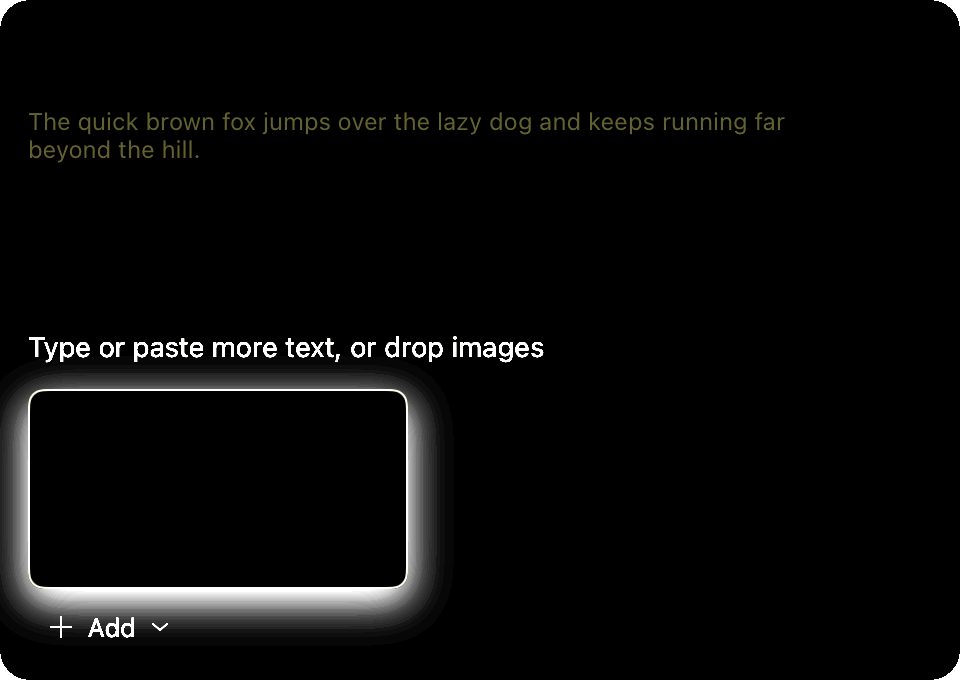 The quick brown fox jumps over the lazy dog and keeps running far
beyond the hill.
Type or paste more text, or drop images
Add